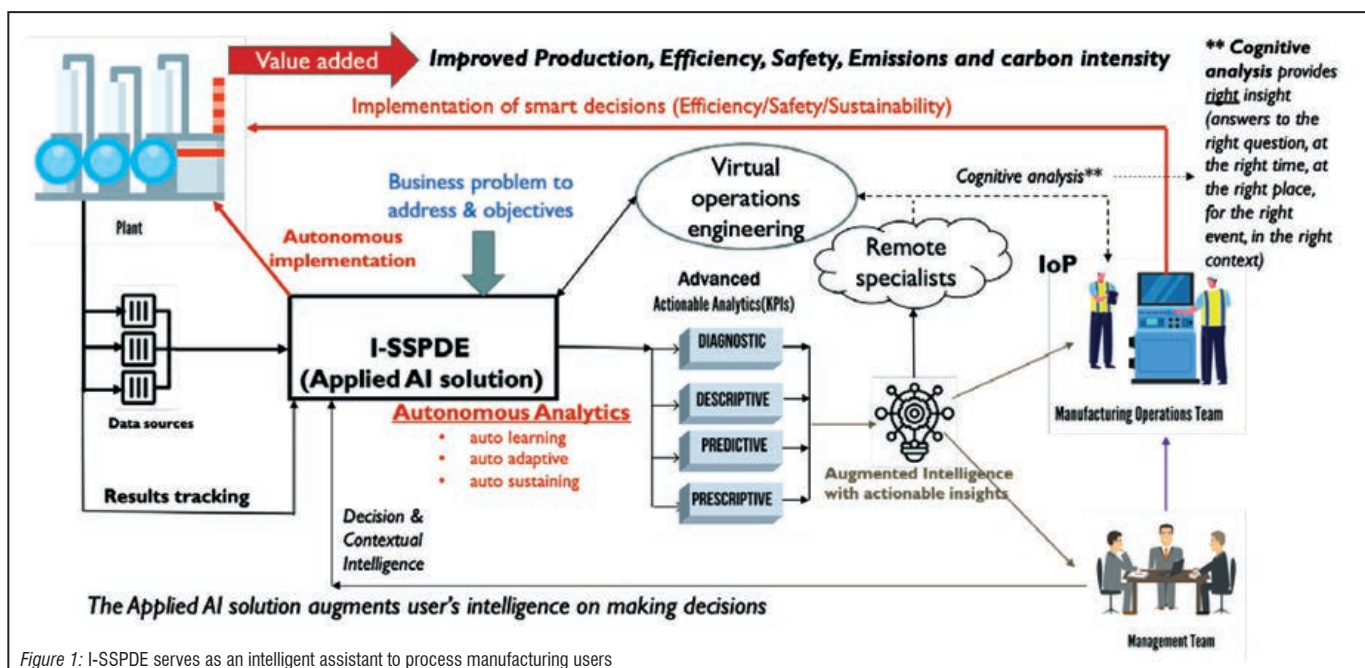 Value added
Improved Production, Efficiency, Safety, Emissions and carbon intensity
Implementation of smart decisions (Efficiency/Safety/Sustainability)
** Cognitive
analysis provides
right insight
(answers to the
right question, at
the right time, at
the right place,
for the right
event, in the right
context)
Plant
Business problem to
address & objectives
Virtual
operations
engineering
Cognitive analysis**
Autonomous
implementation
Remote
specialists
IoP
Advanced
Actionable Analytics(KPIs)
I-SSPDE
(Applied AI solution)
DIAGNOSTIC
DESCRIPTIVE
PREDICTIVE
PRESCRIPTIVE
Manufacturing Operations Team
Data sources
Autonomous Analytics
• auto learning
• auto adaptive
• auto sustaining
Augmented Intelligence
with actionable insights
Results tracking
Decision &
Contextual
Intelligence
The Applied AI solution augments user's intelligence on making decisions
Management Team
Figure 1: I-SSPDE serves as an intelligent assistant to process manufacturing users